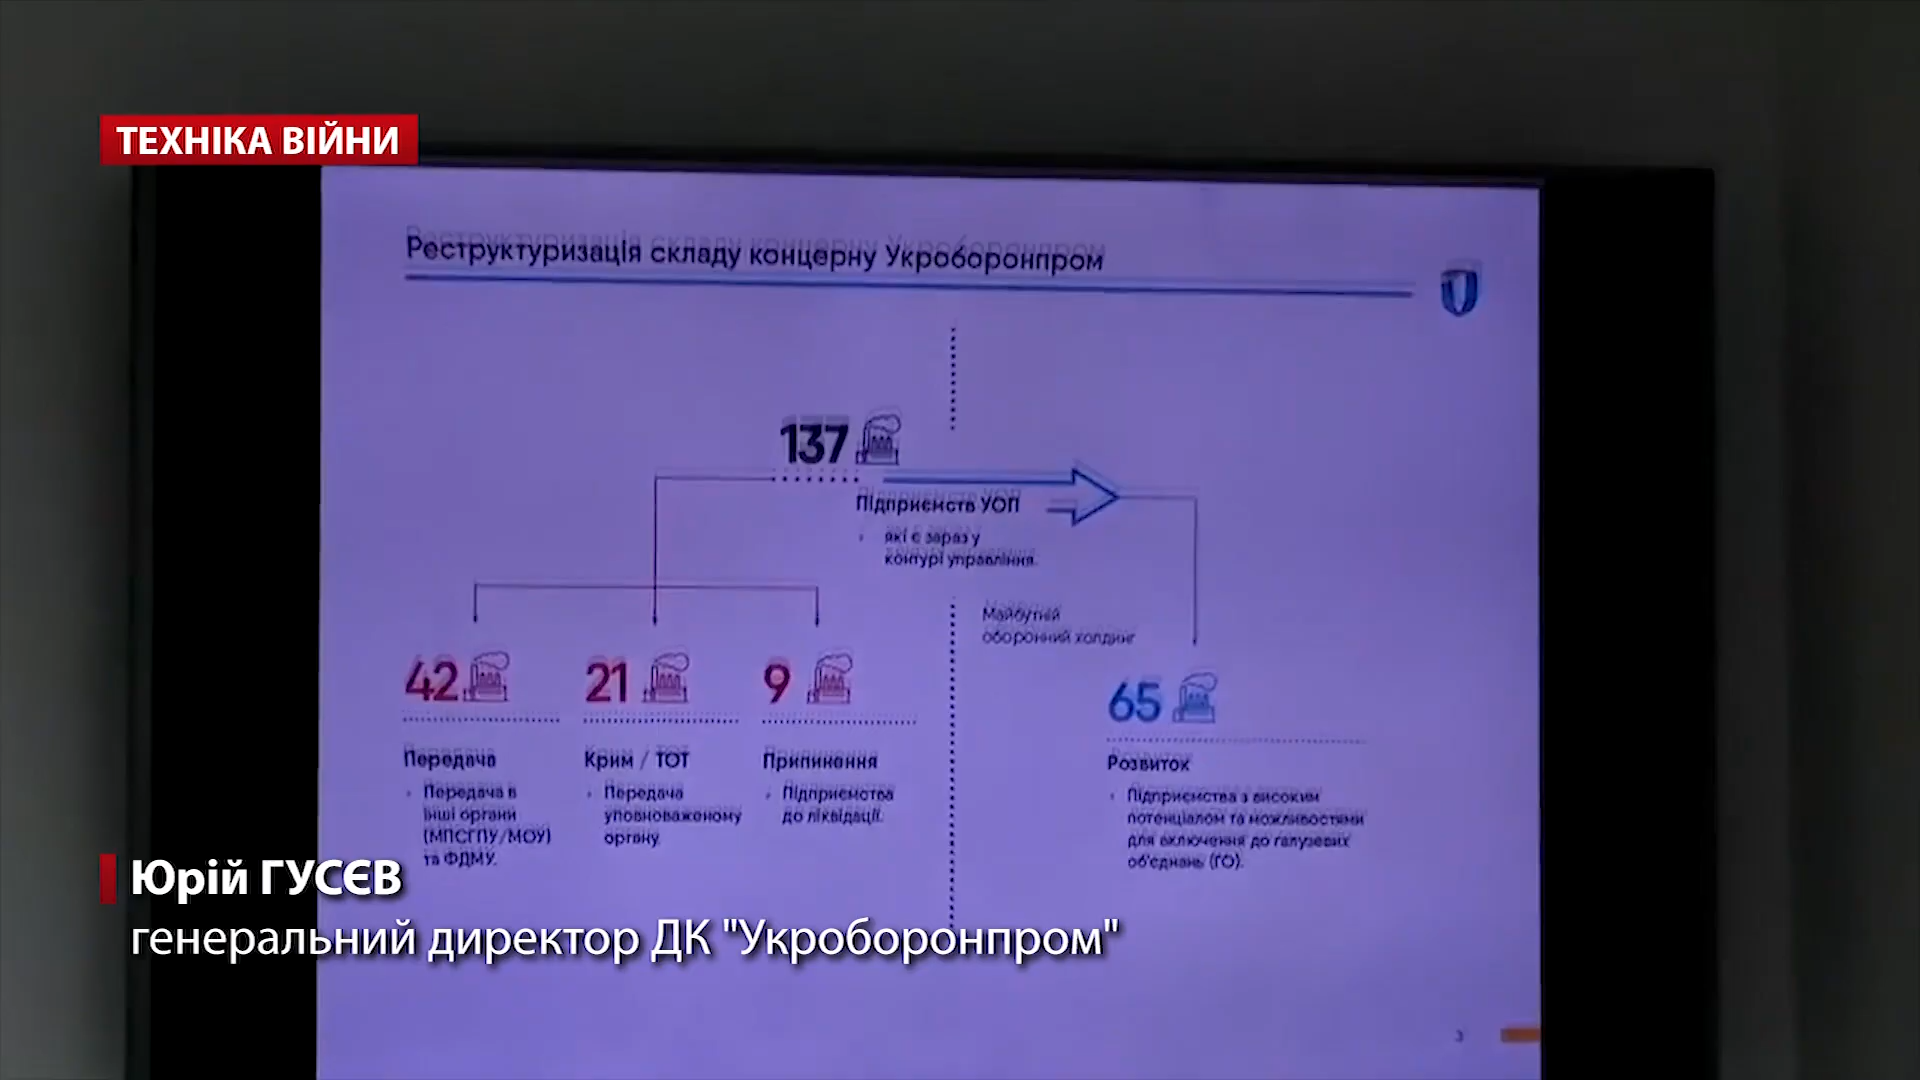 ТЕХНІКА ВІЙНИ
Реструктуризація складу концерну Укроборонпром
137
Підприємств УОП
які є зараз у
контурі управління.
Майбутній
оборонний холдинг
42
Передача
Передача в
інші органи
(МПСГПУ/МОУ)
та ФДМУ.
21
Крим / ТОТ
Передача
уповноваженому
органу.
9
Припинення
Підприємства
до ліквідації.
65
Розвиток
Підприємства з високим
потенціалом та можливостями
для включення до галузевих
об'єднань (ГО).
Юрій ГУСЄВ
генеральний директор ДК "Укроборонпром"
3